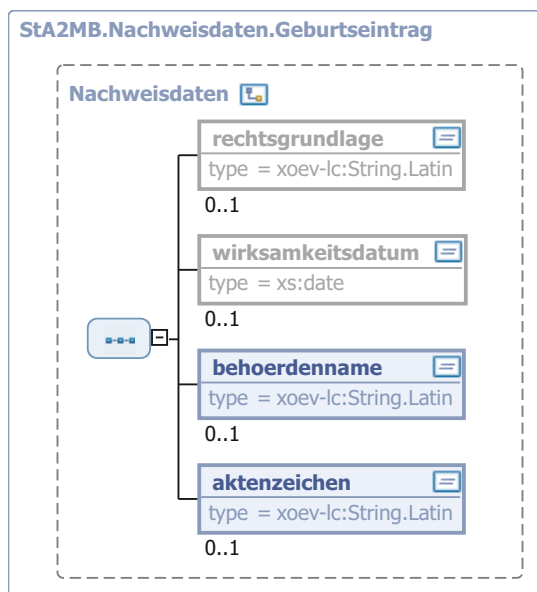 StA2MB.Nachweisdaten.Geburtseintrag
Nachweisdaten
rechtsgrundlage
type = xoev-lc:String.Latin
0..1
wirksamkeitsdatum
type = xs:date
0..1
behoerdenname
type = xoev-lc:String.Latin
0..1
aktenzeichen
type = xoev-lc:String.Latin
0..1